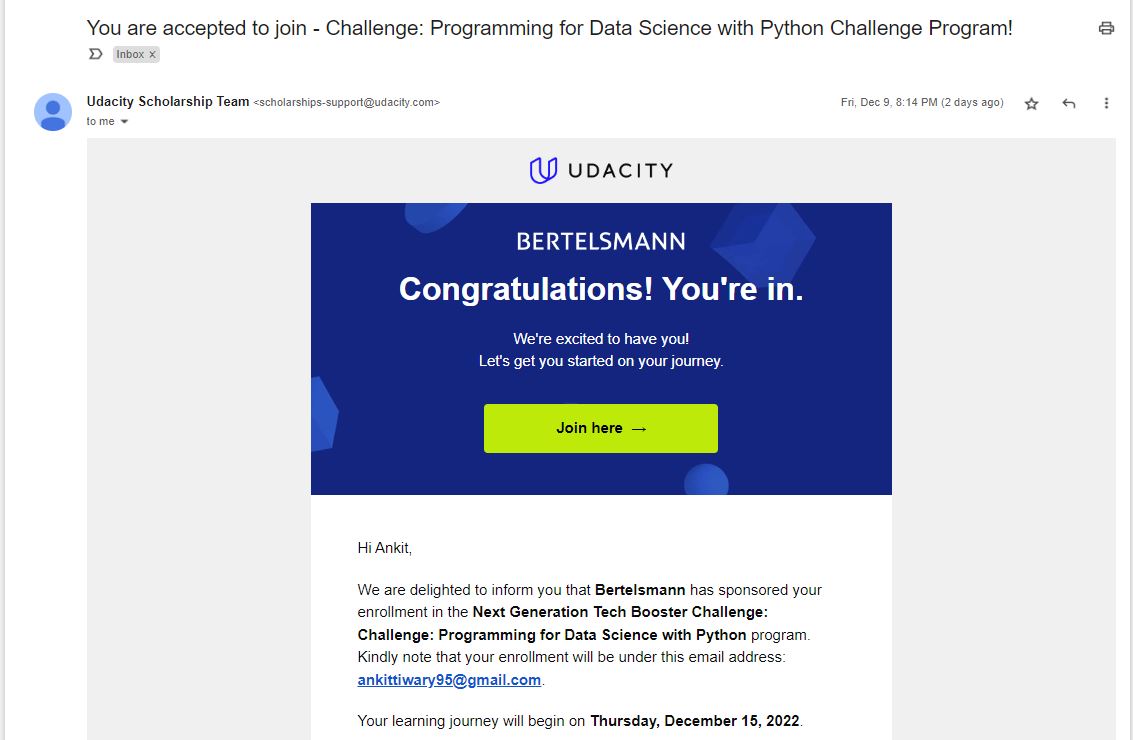 You are accepted to join - Challenge: Programming for Data Science with Python Challenge Program!
Inbox x
Udacity Scholarship Team <scholarships-support@udacity.com>
Fri, Dec 9, 8:14 PM (2 days ago)
to me
UDACITY
BERTELSMANN
Congratulations! You're in.
We're excited to have you!
Let's get you started on your journey.
Join here →
Hi Ankit,
We are delighted to inform you that Bertelsmann has sponsored your
enrollment in the Next Generation Tech Booster Challenge:
Challenge: Programming for Data Science with Python program.
Kindly note that your enrollment will be under this email address:
ankittiwary95@gmail.com.
Your learning journey will begin on Thursday, December 15, 2022.